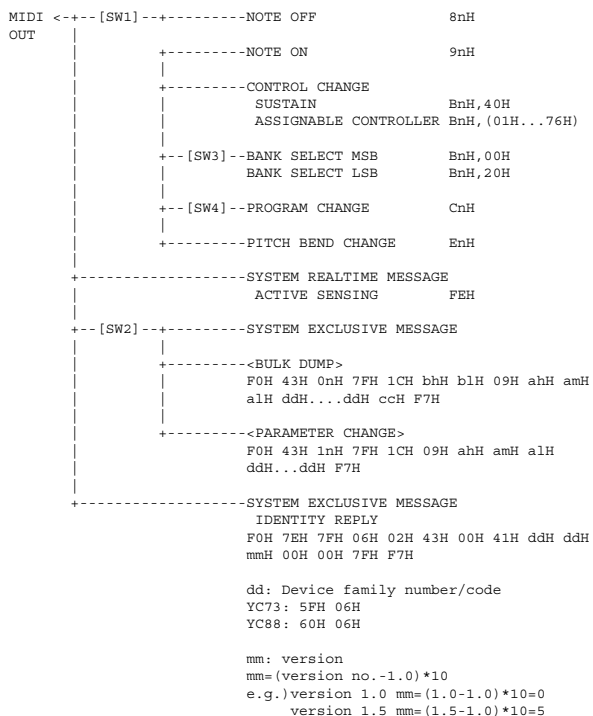 MIDI <-+--[SW1]--+---------NOTE OFF 8nH
OUT |
| +---------NOTE ON 9nH
| |
| +---------CONTROL CHANGE
| | SUSTAIN BnH,40H
| | ASSIGNABLE CONTROLLER BnH,(01H...76H)
| |
| +--[SW3]--BANK SELECT MSB BnH,00H
| | BANK SELECT LSB BnH,20H
| |
| +--[SW4]--PROGRAM CHANGE CnH
| |
| +---------PITCH BEND CHANGE EnH
|
+-------------------SYSTEM REALTIME MESSAGE
| ACTIVE SENSING FEH
|
+--[SW2]--+---------SYSTEM EXCLUSIVE MESSAGE
| |
| +---------<BULK DUMP>
| | F0H 43H 0nH 7FH 1CH bhH blH 09H ahH amH
| | alH ddH....ddH ccH F7H
| |
| +---------<PARAMETER CHANGE>
| F0H 43H 1nH 7FH 1CH 09H ahH amH alH
| ddH...ddH F7H
|
+-------------------SYSTEM EXCLUSIVE MESSAGE
IDENTITY REPLY
F0H 7EH 7FH 06H 02H 43H 00H 41H ddH ddH
mmH 00H 00H 7FH F7H
dd: Device family number/code
YC73: 5FH 06H
YC88: 60H 06H
mm: version
mm=(version no.-1.0)*10
e.g.)version 1.0 mm=(1.0-1.0)*10=0
version 1.5 mm=(1.5-1.0)*10=5